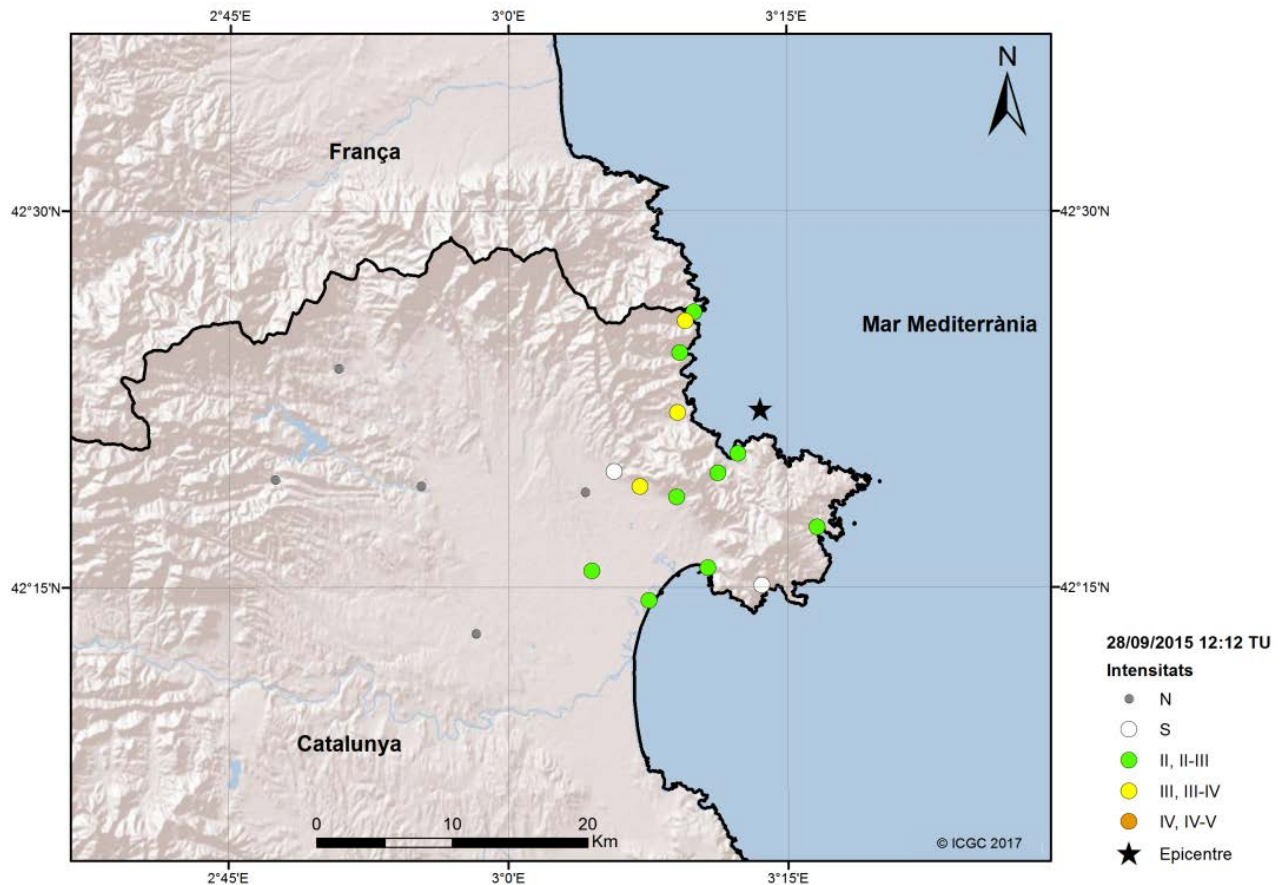 2°45'E 3°0'E 3°15'E
N
França
42°30'N 42°30'N
Mar Mediterrània
42°15'N 42°15'N
28/09/2015 12:12 TU
Intensitats
N
S
II, II-III
III, III-IV
IV, IV-V
Epicentre
Catalunya
0 10 20
Km
© ICGC 2017
2°45'E 3°0'E 3°15'E